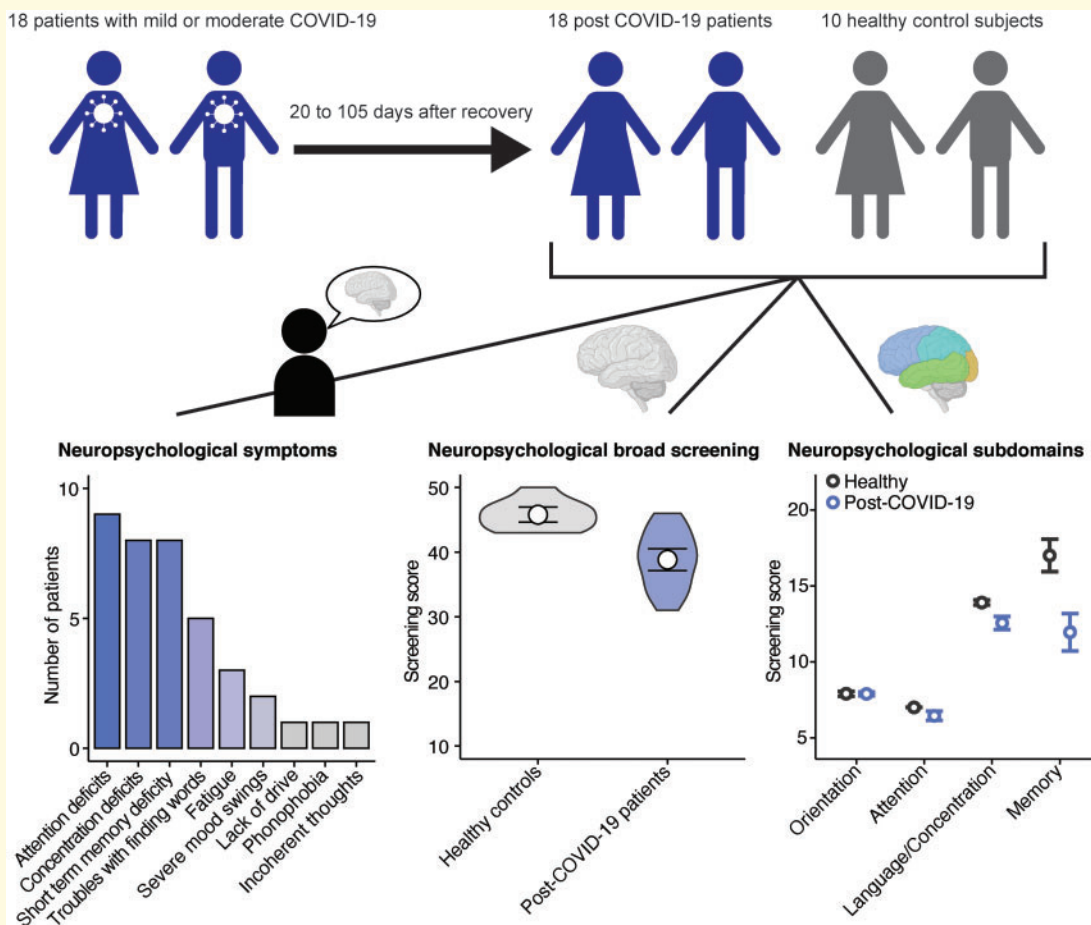 18 patients with mild or moderate COVID-19
18 post COVID-19 patients
10 healthy control subjects
20 to 105 days after recovery
Neuropsychological symptoms
10
5
0
Number of patients
Attention deficits
Concentration deficits
Short term memory deficity
Troubles with finding words
Fatigue
Severe mood swings
Lack of drive
Phonophobia
Incoherent thoughts
Neuropsychological broad screening
50
40
30
20
10
Screening score
Healthy controls
Post-COVID-19 patients
Neuropsychological subdomains
Healthy
Post-COVID-19
20
15
10
5
Screening score
Orientation
Attention
Language/Concentration
Memory